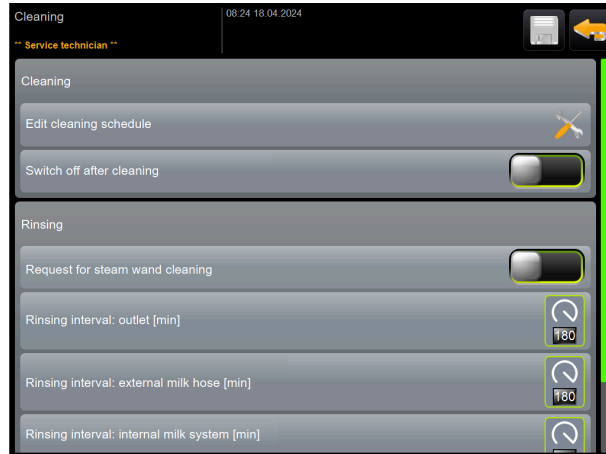 Cleaning
08:24 18.04.2024
** Service technician **
Cleaning
Edit cleaning schedule
Switch off after cleaning
Rinsing
Request for steam wand cleaning
Rinsing interval: outlet [min]
180
Rinsing interval: external milk hose [min]
180
Rinsing interval: internal milk system [min]